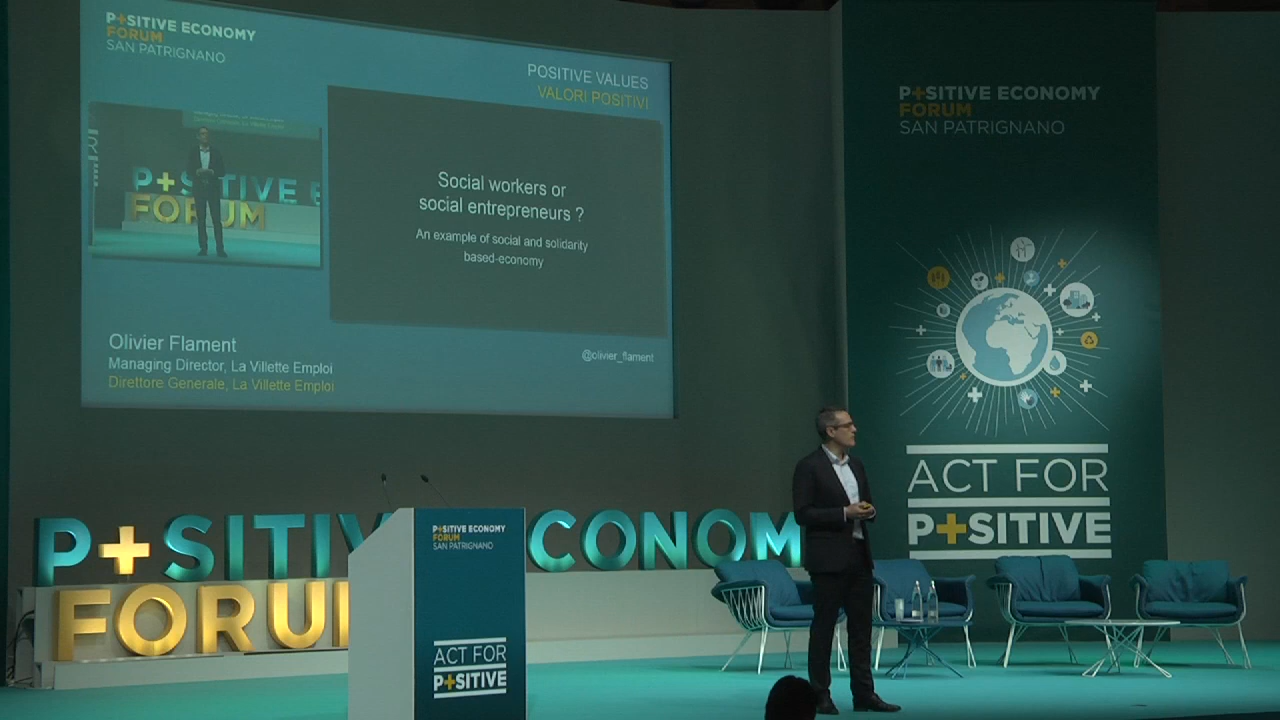 P+SITIVE ECONOMY
FORUM
SAN PATRIGNANO
POSITIVE VALUES
VALORI POSITIVI
P+SITIVE E
FORUM
Social workers or
social entrepreneurs ?
An example of social and solidarity
based-economy
Olivier Flament
Managing Director, La Villette Emploi
Direttore Generale, La Villette Emploi
@olivier_flament
P+SITIVE ECONOMY
FORUM
SAN PATRIGNANO
ACT FOR
P+SITIVE
P+SITIV ECONOM
FORU
P+SITIVE ECONOMY
FORUM
SAN PATRIGNANO
ACT FOR
P+SITIVE